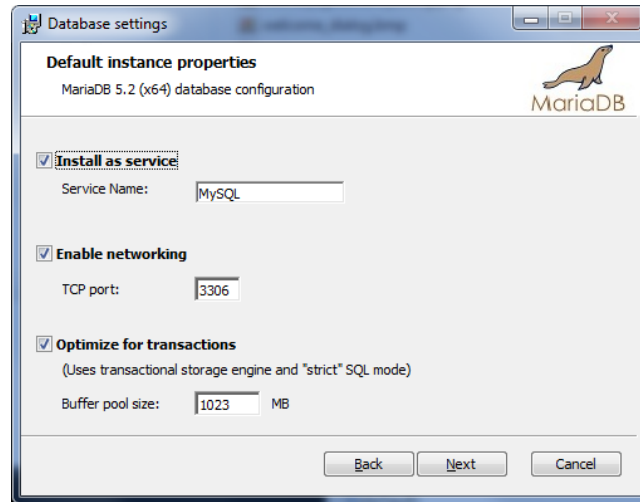 Database settings
Default instance properties
MariaDB 5.2 (x64) database configuration
MariaDB
Install as service
Service Name: MySQL
Enable networking
TCP port: 3306
Optimize for transactions
(Uses transactional storage engine and "strict" SQL mode)
Buffer pool size: 1023 MB
Back Next Cancel